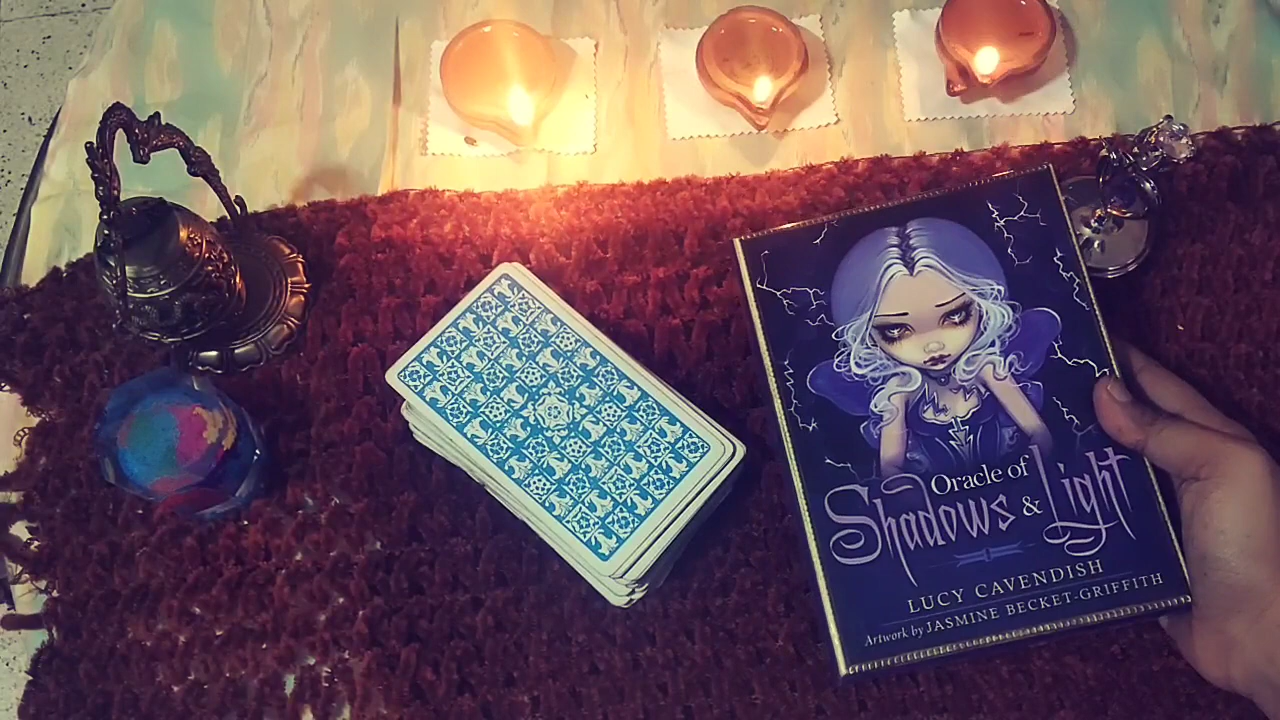 Oracle of
Shadows & Light
LUCY CAVENDISH
Artwork by JASMINE BECKET-GRIFFITH